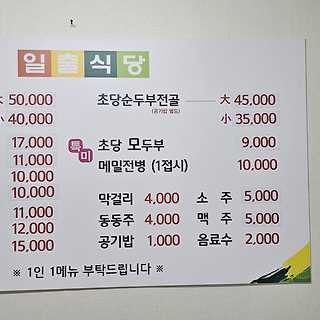 일출식당
大 50,000
小 40,000
17,000
11,000
10,000
10,000
11,000
12,000
15,000
초당순두부전골 大 45,000
(공기밥 별도) 小 35,000
특미
초당 모두부 9,000
메밀전병 (1접시) 10,000
막걸리 4,000 소 주 5,000
동동주 4,000 맥 주 5,000
공기밥 1,000 음료수 2,000
※ 1인 1메뉴 부탁드립니다 ※